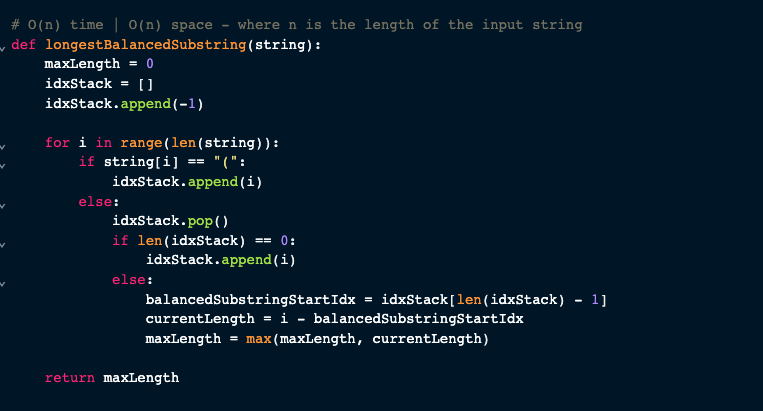 # O(n) time | O(n) space - where n is the length of the input string
def longestBalancedSubstring(string):
    maxLength = 0
    idxStack = []
    idxStack.append(-1)

    for i in range(len(string)):
        if string[i] == "(":
            idxStack.append(i)
        else:
            idxStack.pop()
            if len(idxStack) == 0:
                idxStack.append(i)
            else:
                balancedSubstringStartIdx = idxStack[len(idxStack) - 1]
                currentLength = i - balancedSubstringStartIdx
                maxLength = max(maxLength, currentLength)

    return maxLength